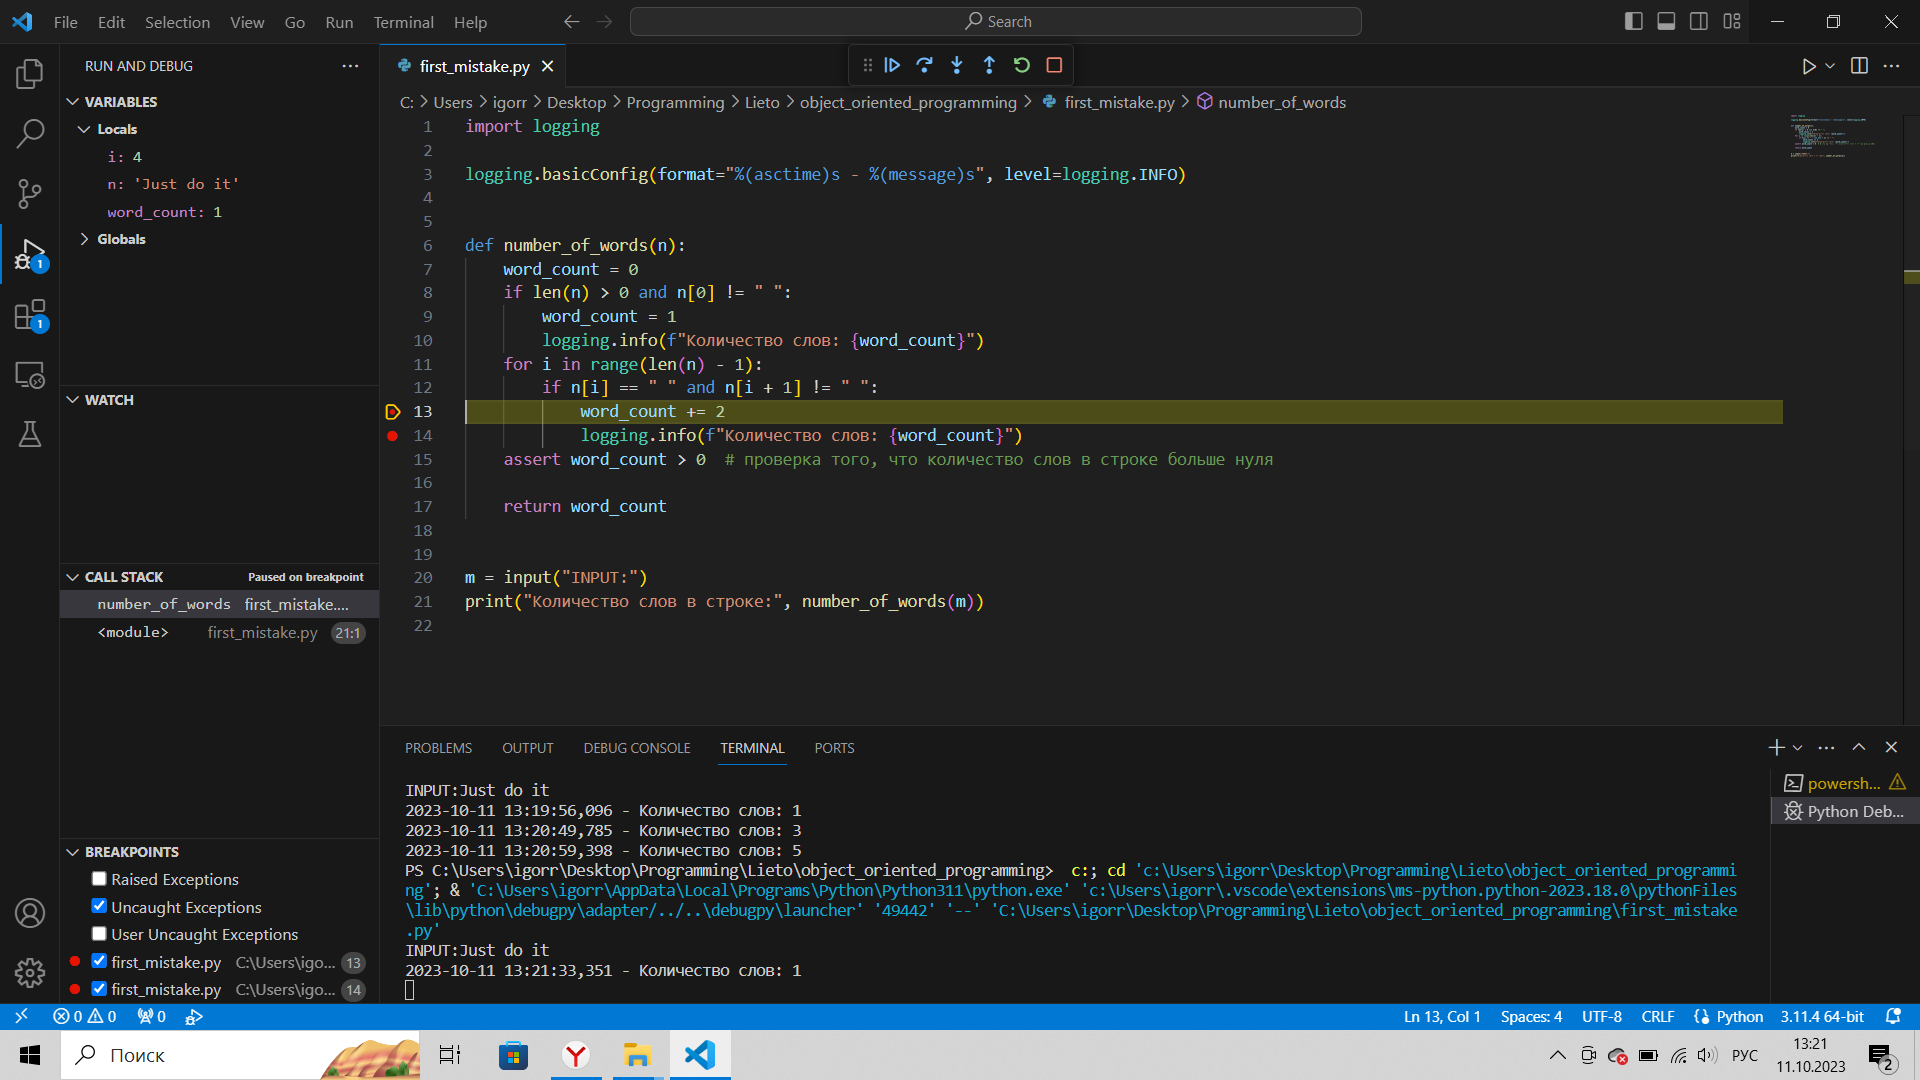 File Edit Selection View Go Run Terminal Help
Search
RUN AND DEBUG
VARIABLES
Locals
i: 4
n: 'Just do it'
word_count: 1
Globals
WATCH
CALL STACK Paused on breakpoint
number_of_words first_mistake....
<module> first_mistake.py 21:1
BREAKPOINTS
Raised Exceptions
Uncaught Exceptions
User Uncaught Exceptions
first_mistake.py C:\Users\igo... 13
first_mistake.py C:\Users\igo... 14
1
1
first_mistake.py
C: > Users > igorr > Desktop > Programming > Lieto > object_oriented_programming > first_mistake.py > number_of_words
1 import logging
2
3 logging.basicConfig(format="%(asctime)s - %(message)s", level=logging.INFO)
4
5
6 def number_of_words(n):
7     word_count = 0
8     if len(n) > 0 and n[0] != " ":
9         word_count = 1
10         logging.info(f"Количество слов: {word_count}")
11     for i in range(len(n) - 1):
12         if n[i] == " " and n[i + 1] != " ":
13             word_count += 2
14             logging.info(f"Количество слов: {word_count}")
15     assert word_count > 0  # проверка того, что количество слов в строке больше нуля
16
17     return word_count
18
19
20 m = input("INPUT:")
21 print("Количество слов в строке:", number_of_words(m))
22
PROBLEMS OUTPUT DEBUG CONSOLE TERMINAL PORTS
INPUT:Just do it
2023-10-11 13:19:56,096 - Количество слов: 1
2023-10-11 13:20:49,785 - Количество слов: 3
2023-10-11 13:20:59,398 - Количество слов: 5
PS C:\Users\igorr\Desktop\Programming\Lieto\object_oriented_programming>  c:; cd 'c:\Users\igorr\Desktop\Programming\Lieto\object_oriented_programmi
ng'; & 'C:\Users\igorr\AppData\Local\Programs\Python\Python311\python.exe' 'c:\Users\igorr\.vscode\extensions\ms-python.python-2023.18.0\pythonFiles
\lib\python\debugpy\adapter/../..\debugpy\launcher' '49442' '--' 'C:\Users\igorr\Desktop\Programming\Lieto\object_oriented_programming\first_mistake
.py'
INPUT:Just do it
2023-10-11 13:21:33,351 - Количество слов: 1
powersh...
Python Deb...
0 0 0 Ln 13, Col 1 Spaces: 4 UTF-8 CRLF Python 3.11.4 64-bit
Поиск
РУС
13:21
11.10.2023
2